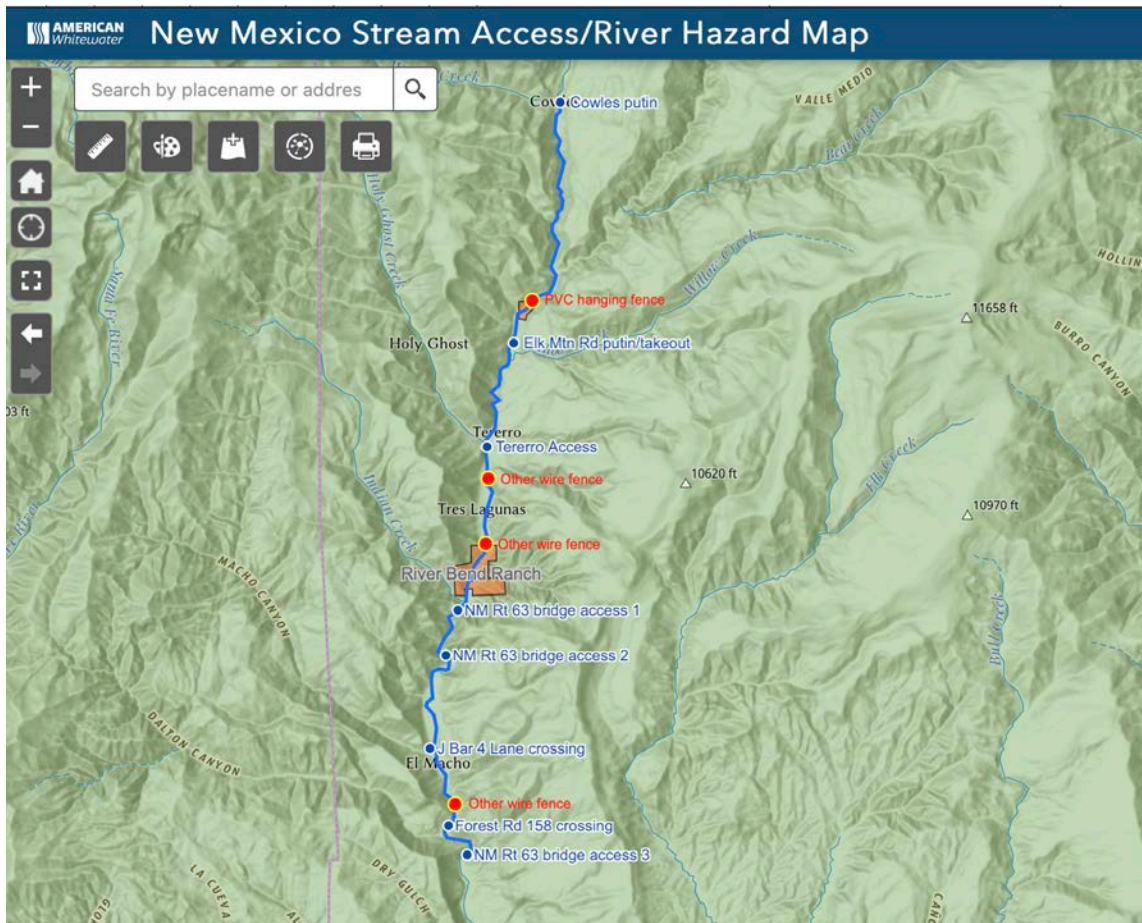 AMERICAN
Whitewater
New Mexico Stream Access/River Hazard Map
Search by placename or addres
Cowles putin
VALLE MEDIO
Bear Creek
Holy Ghost Creek
Willow Creek
HOLLIN
Santa Fe River
PVC hanging fence
11658 ft
Holy Ghost
Elk Mtn Rd putin/takeout
BURRO CANYON
03 ft
Tererro
Tererro Access
Elk Creek
Other wire fence
10620 ft
Indian Creek
Tres Lagunas
10970 ft
Other wire fence
MACHO CANYON
River Bend Ranch
NM Rt 63 bridge access 1
Bull Creek
NM Rt 63 bridge access 2
DALTON CANYON
J Bar 4 Lane crossing
El Macho
Other wire fence
Forest Rd 158 crossing
NM Rt 63 bridge access 3
DRY GULCH
LA CUEVA